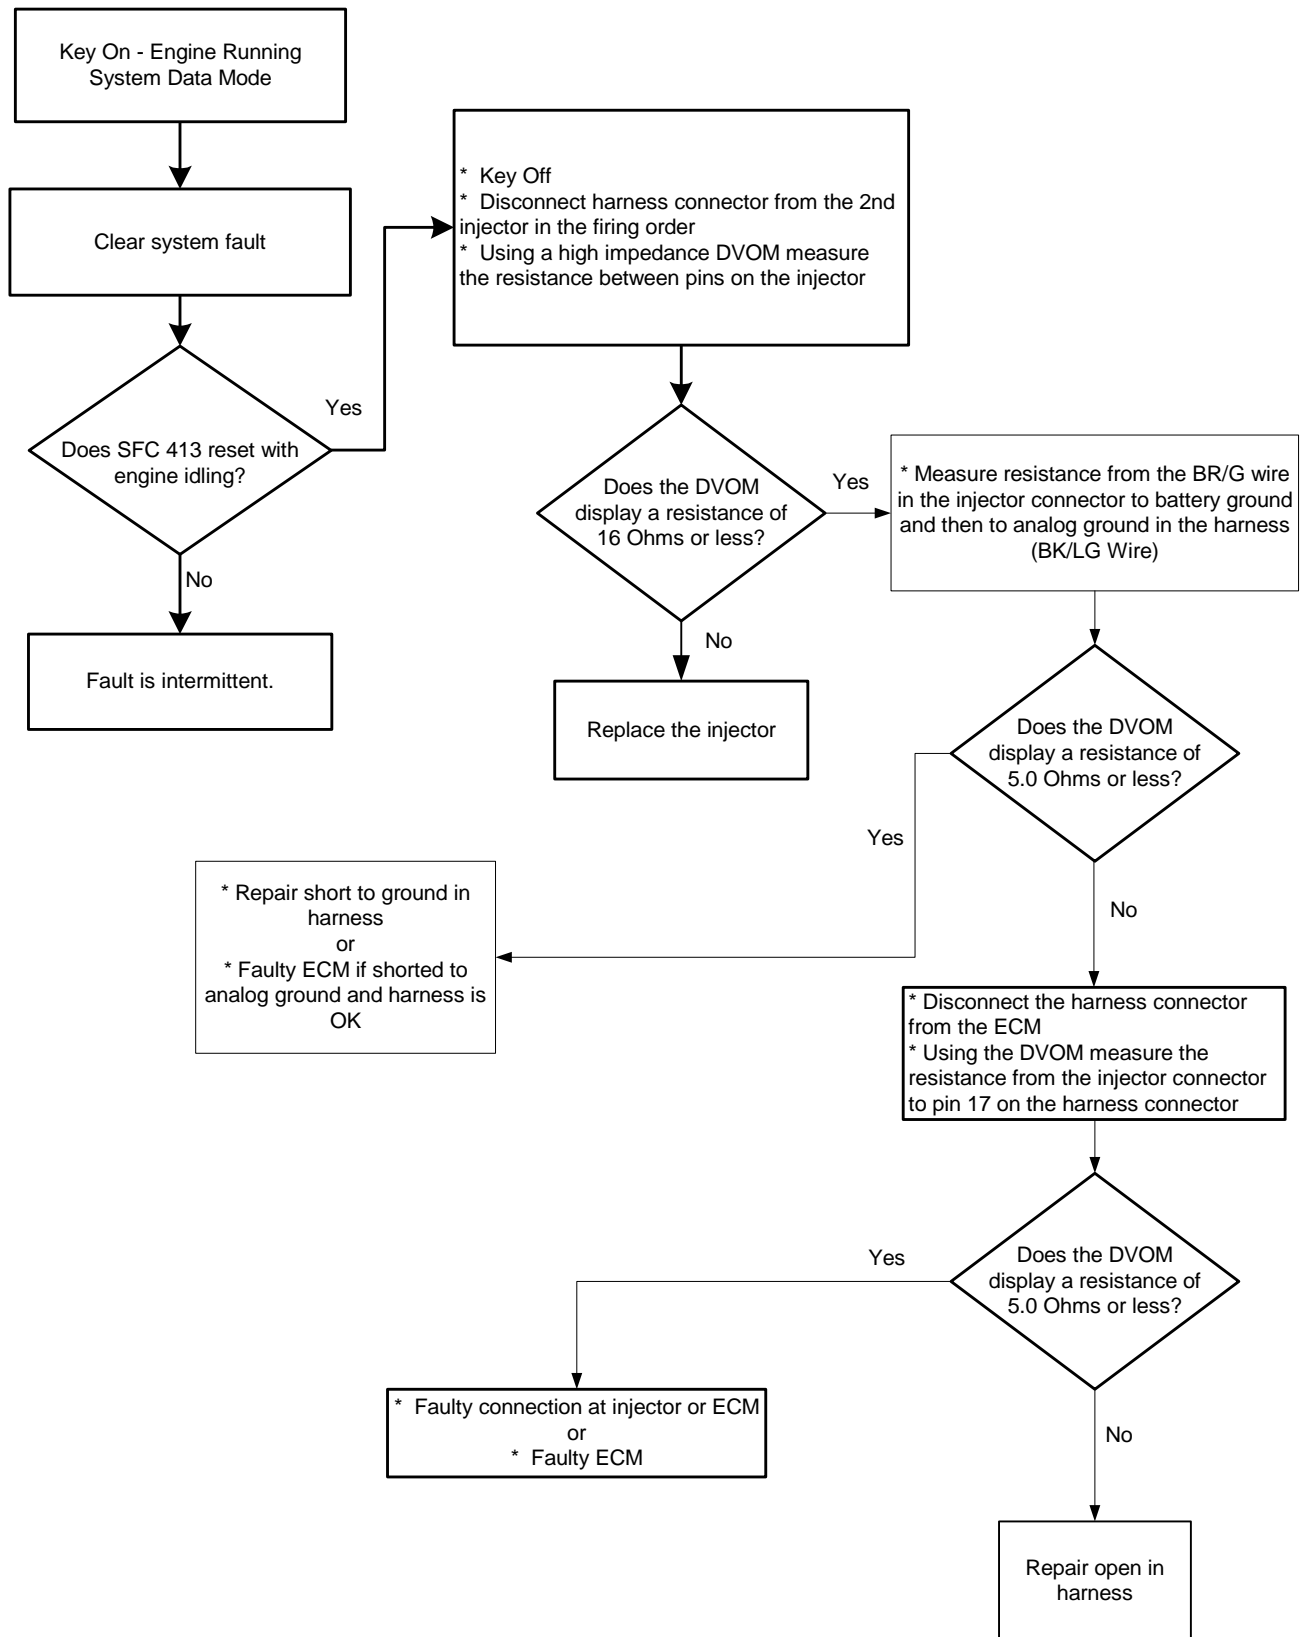 Key On - Engine Running
System Data Mode
Clear system fault
Does SFC 413 reset with
engine idling?
Yes
No
Fault is intermittent.
* Key Off
* Disconnect harness connector from the 2nd
injector in the firing order
* Using a high impedance DVOM measure
the resistance between pins on the injector
Does the DVOM
display a resistance of
16 Ohms or less?
Yes
No
Replace the injector
* Measure resistance from the BR/G wire
in the injector connector to battery ground
and then to analog ground in the harness
(BK/LG Wire)
Does the DVOM
display a resistance of
5.0 Ohms or less?
Yes
No
* Repair short to ground in
harness
or
* Faulty ECM if shorted to
analog ground and harness is
OK
* Disconnect the harness connector
from the ECM
* Using the DVOM measure the
resistance from the injector connector
to pin 17 on the harness connector
Does the DVOM
display a resistance of
5.0 Ohms or less?
Yes
No
* Faulty connection at injector or ECM
or
* Faulty ECM
Repair open in
harness